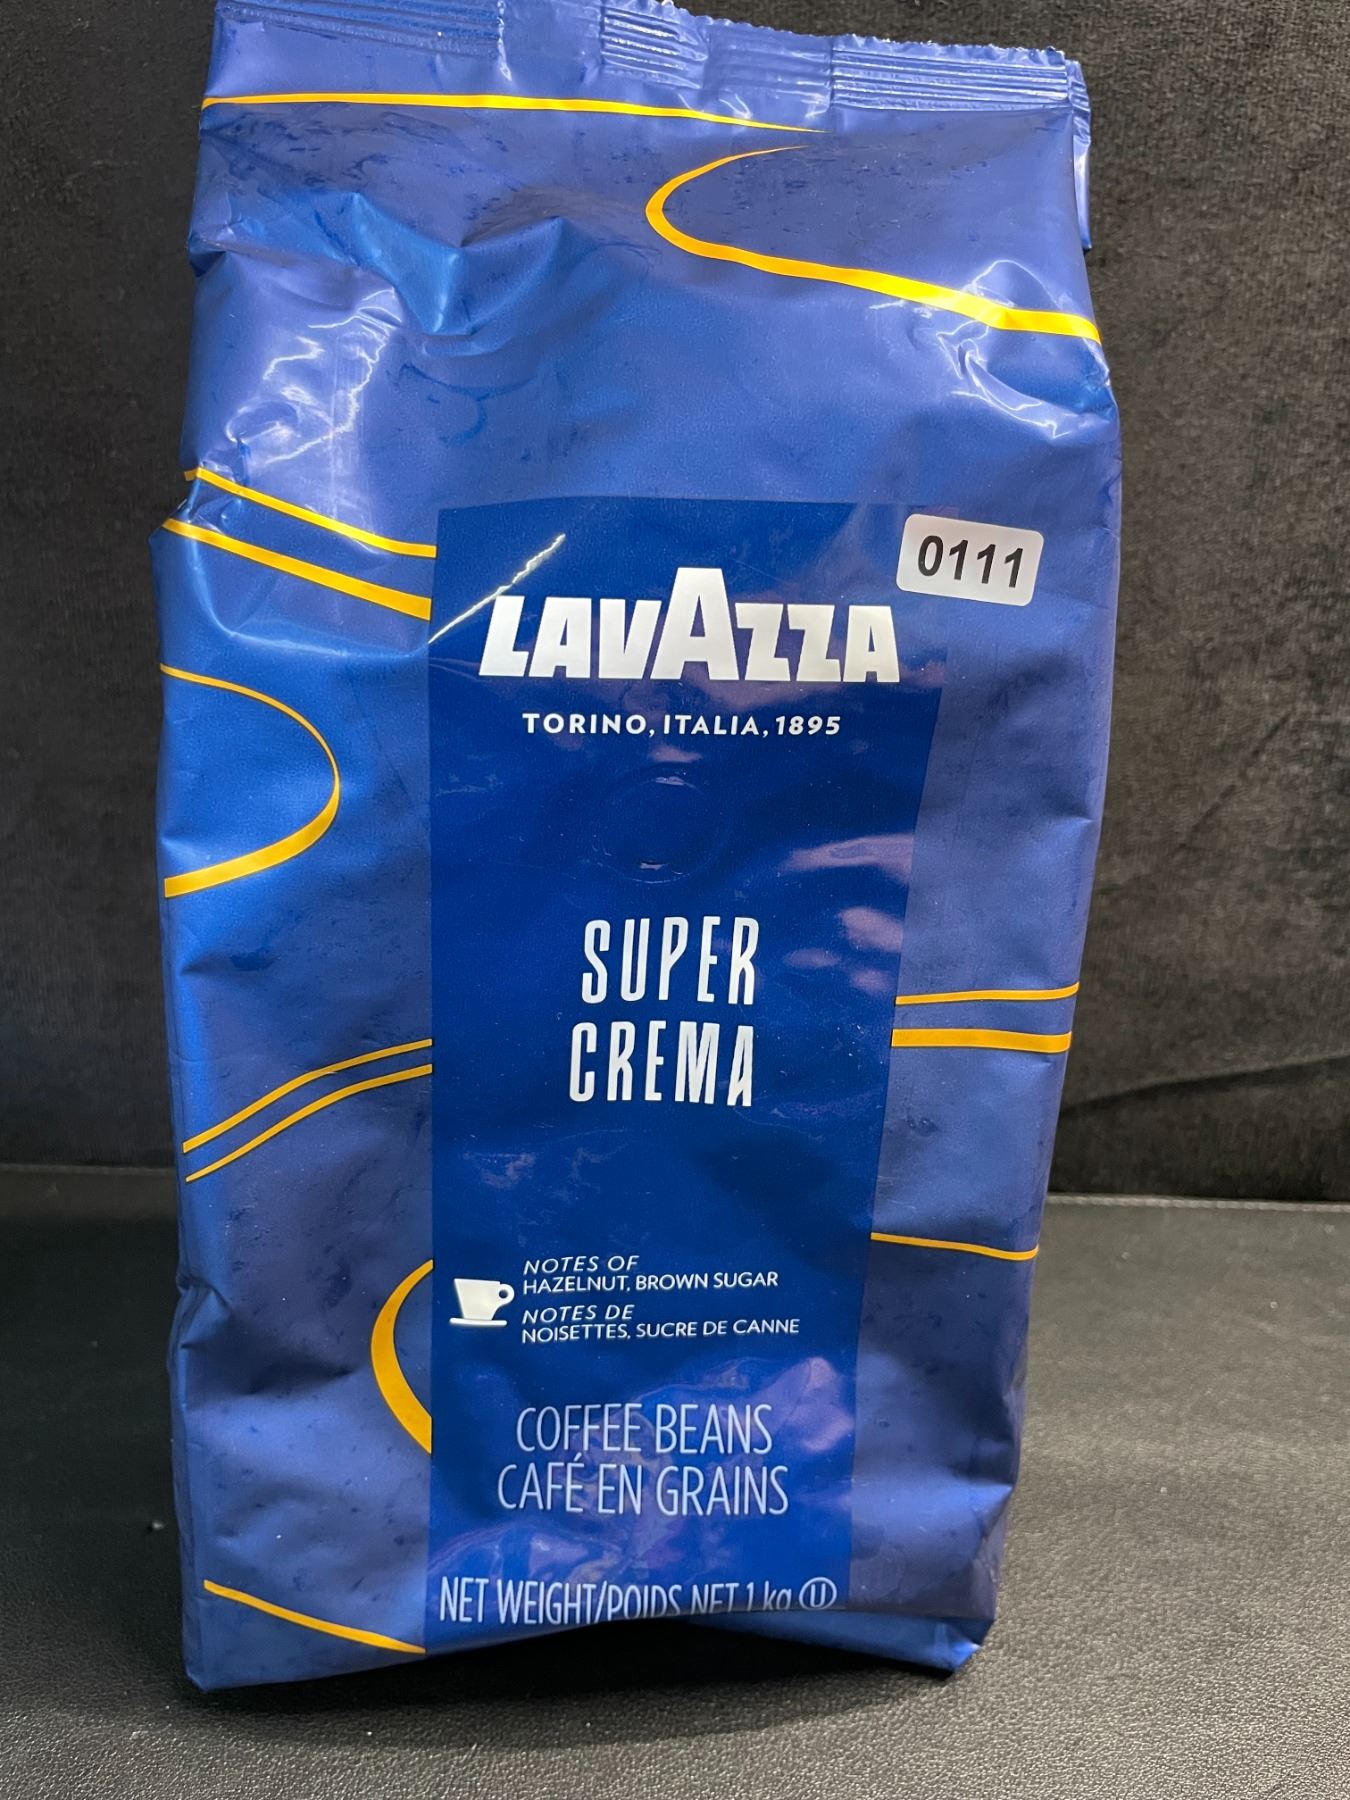 0111
LAVAZZA
TORINO, ITALIA, 1895
SUPER
CREMA
NOTES OF
HAZELNUT, BROWN SUGAR
NOTES DE
NOISETTES, SUCRE DE CANNE
COFFEE BEANS
CAFÉ EN GRAINS
NET WEIGHT/POIDS NET 1 kg U